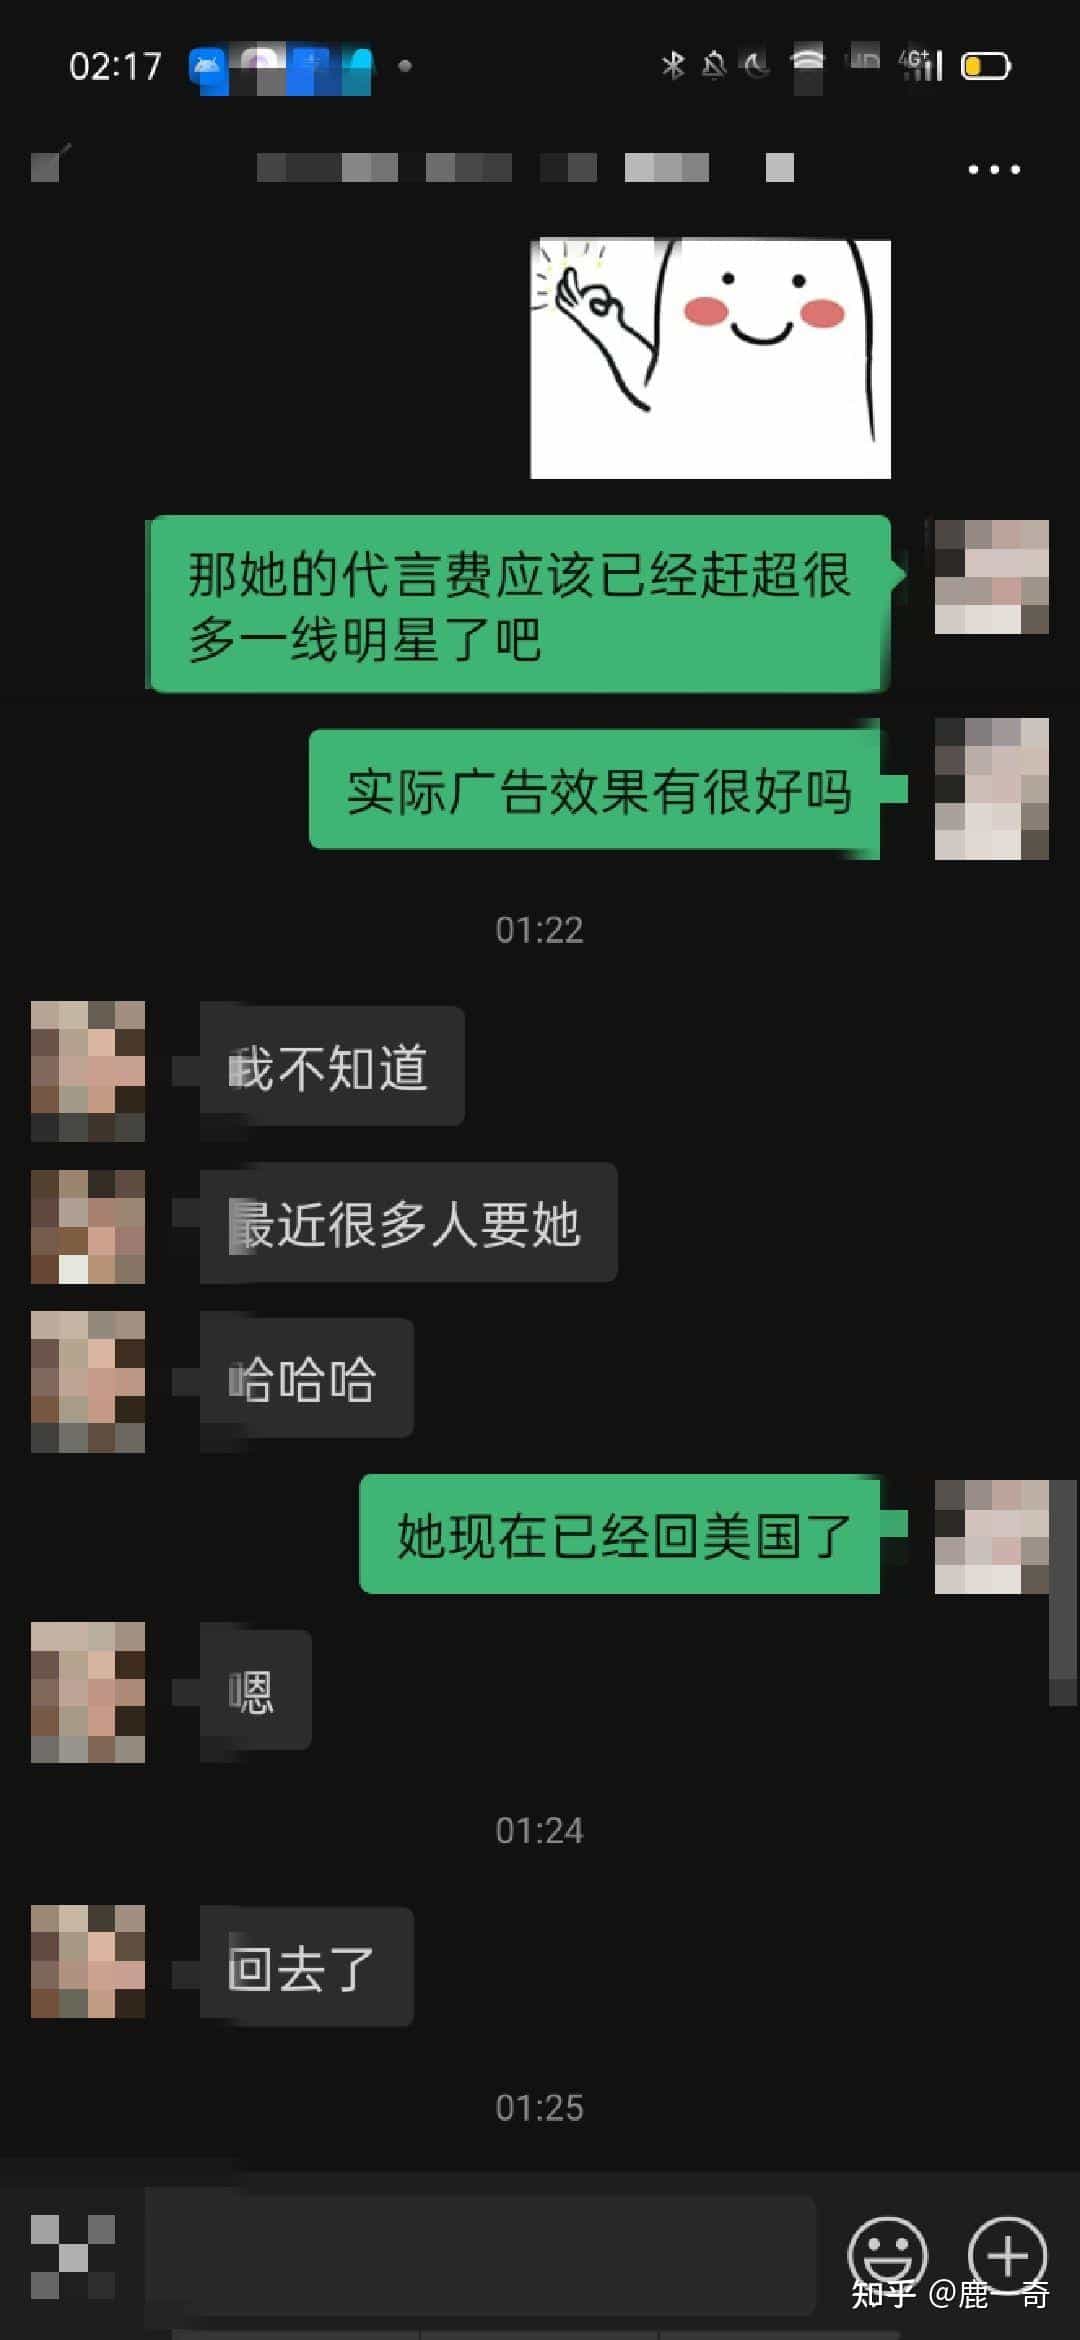 02:17
4G+
那她的代言费应该已经赶超很
多一线明星了吧
实际广告效果有很好吗
01:22
我不知道
最近很多人要她
哈哈哈
她现在已经回美国了
嗯
01:24
回去了
01:25
知乎 @鹿一奇